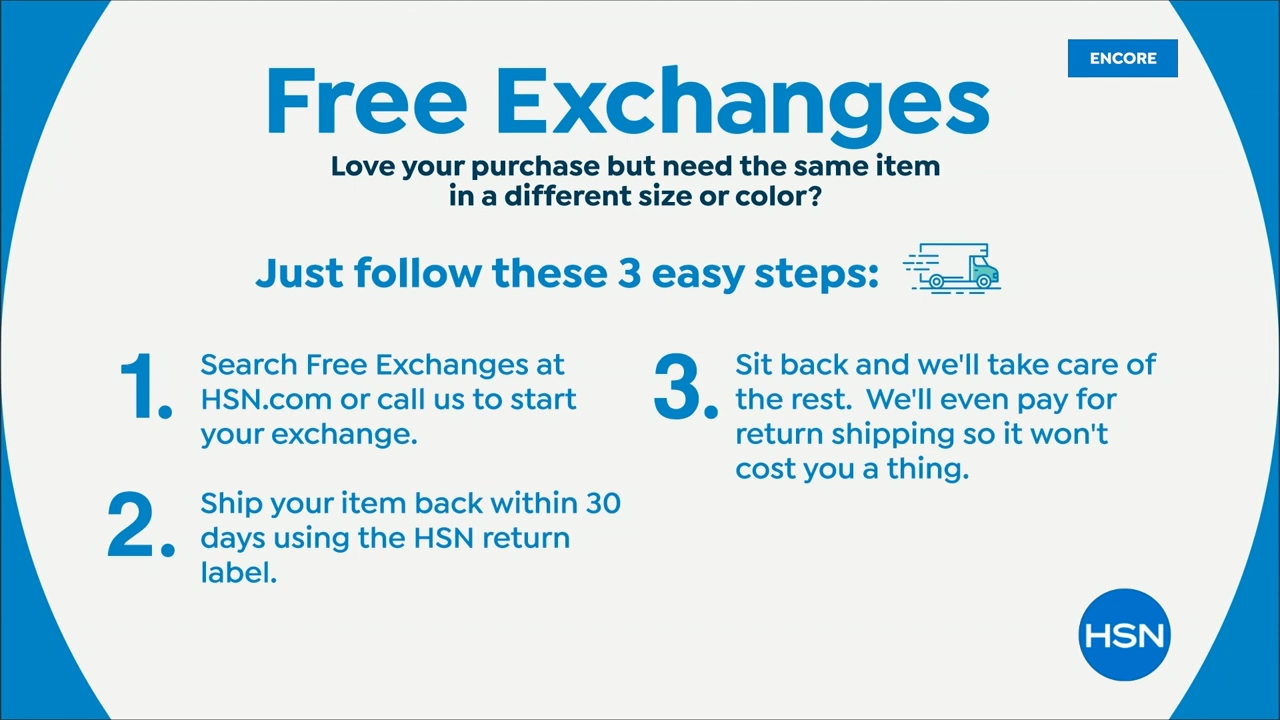 ENCORE
Free Exchanges
Love your purchase but need the same item
in a different size or color?
Just follow these 3 easy steps:
1. Search Free Exchanges at
HSN.com or call us to start
your exchange.
2. Ship your item back within 30
days using the HSN return
label.
3. Sit back and we'll take care of
the rest.  We'll even pay for
return shipping so it won't
cost you a thing.
HSN